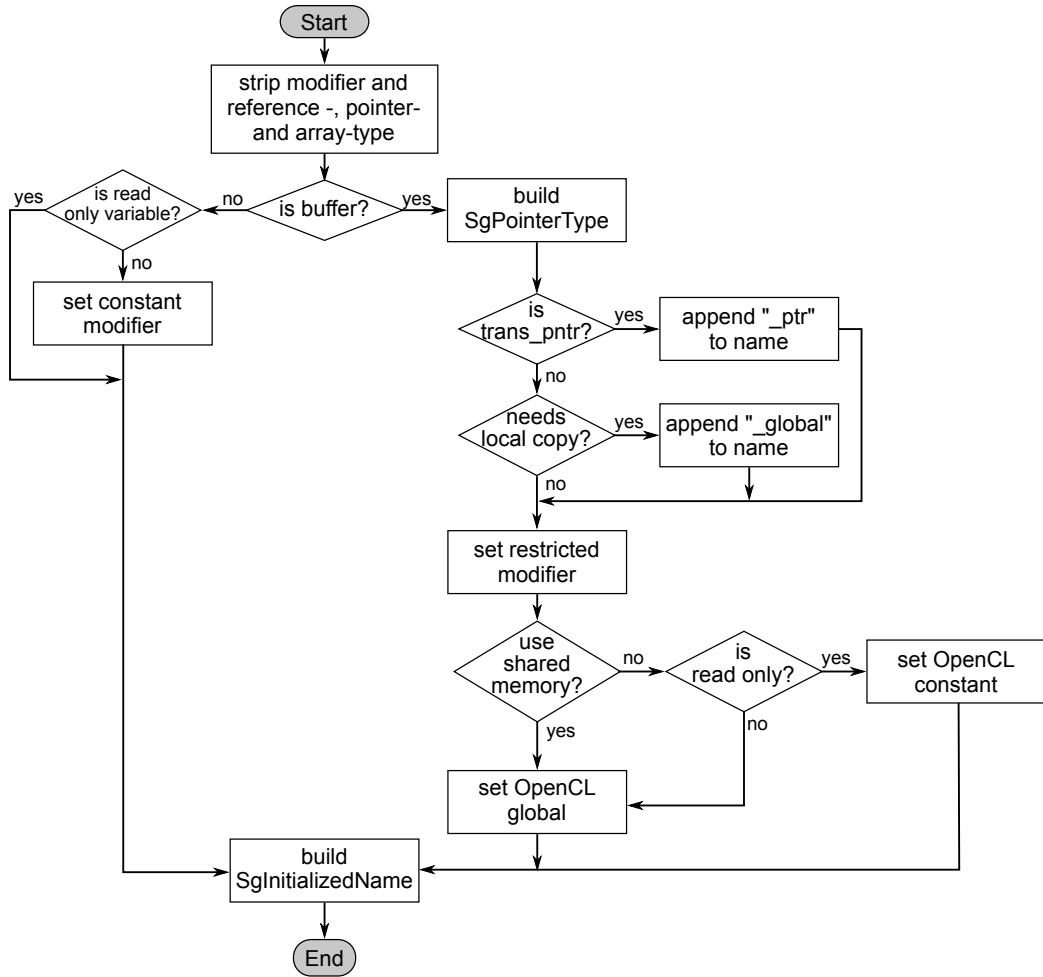 Start
strip modifier and
reference -, pointer-
and array-type
yes
is read
only variable?
no
is buffer?
yes
build
SgPointerType
no
set constant
modifier
is
trans_pntr?
yes
append "_ptr"
to name
no
needs
local copy?
yes
append "_global"
to name
no
set restricted
modifier
use
shared
memory?
no
is
read only?
yes
set OpenCL
constant
yes
no
set OpenCL
global
build
SgInitializedName
End